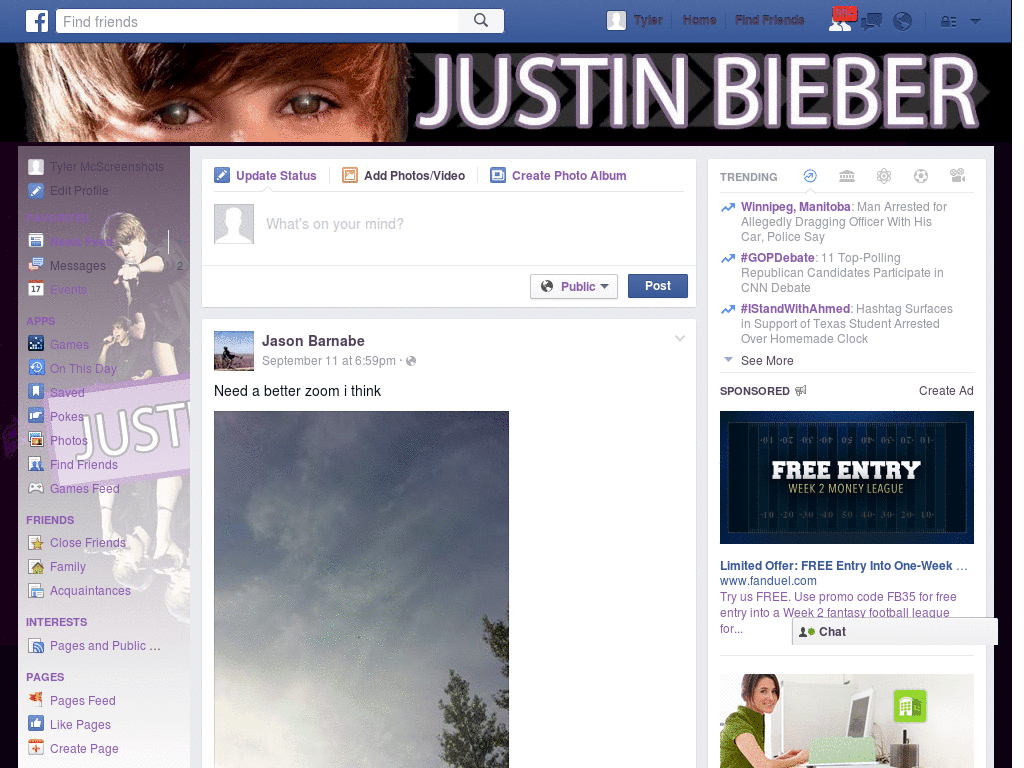 Find friends
Tyler
Home
Find Friends
JUSTIN BIEBER
Tyler McScreenshots
Edit Profile
FAVORITES
News Feed
Messages 2
Events
APPS
Games
On This Day
Saved
Pokes
Photos
Find Friends
Games Feed
FRIENDS
Close Friends
Family
Acquaintances
INTERESTS
Pages and Public ...
PAGES
Pages Feed
Like Pages
Create Page
JUSTI
Update Status
Add Photos/Video
Create Photo Album
What's on your mind?
Public
Post
Jason Barnabe
September 11 at 6:59pm ·
Need a better zoom i think
TRENDING
Winnipeg, Manitoba: Man Arrested for
Allegedly Dragging Officer With His
Car, Police Say
#GOPDebate: 11 Top-Polling
Republican Candidates Participate in
CNN Debate
#IStandWithAhmed: Hashtag Surfaces
in Support of Texas Student Arrested
Over Homemade Clock
See More
SPONSORED
Create Ad
FREE ENTRY
WEEK 2 MONEY LEAGUE
Limited Offer: FREE Entry Into One-Week ...
www.fanduel.com
Try us FREE. Use promo code FB35 for free
entry into a Week 2 fantasy football league
for...
Chat